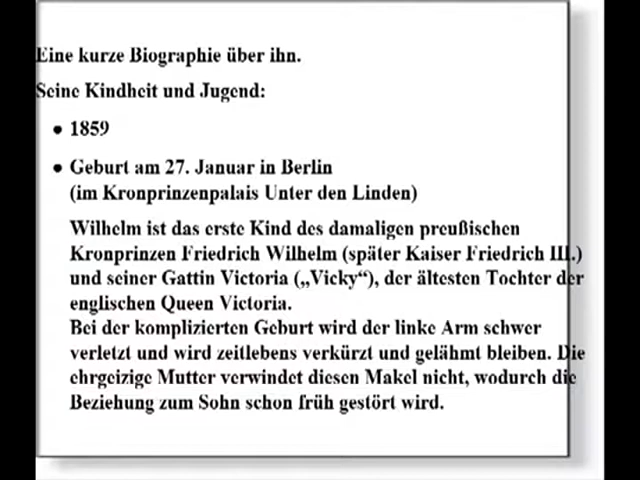 Eine kurze Biographie über ihn.
Seine Kindheit und Jugend:
● 1859
● Geburt am 27. Januar in Berlin
(im Kronprinzenpalais Unter den Linden)
Wilhelm ist das erste Kind des damaligen preußischen
Kronprinzen Friedrich Wilhelm (später Kaiser Friedrich III.)
und seiner Gattin Victoria („Vicky“), der ältesten Tochter der
englischen Queen Victoria.
Bei der komplizierten Geburt wird der linke Arm schwer
verletzt und wird zeitlebens verkürzt und gelähmt bleiben. Die
ehrgeizige Mutter verwindet diesen Makel nicht, wodurch die
Beziehung zum Sohn schon früh gestört wird.